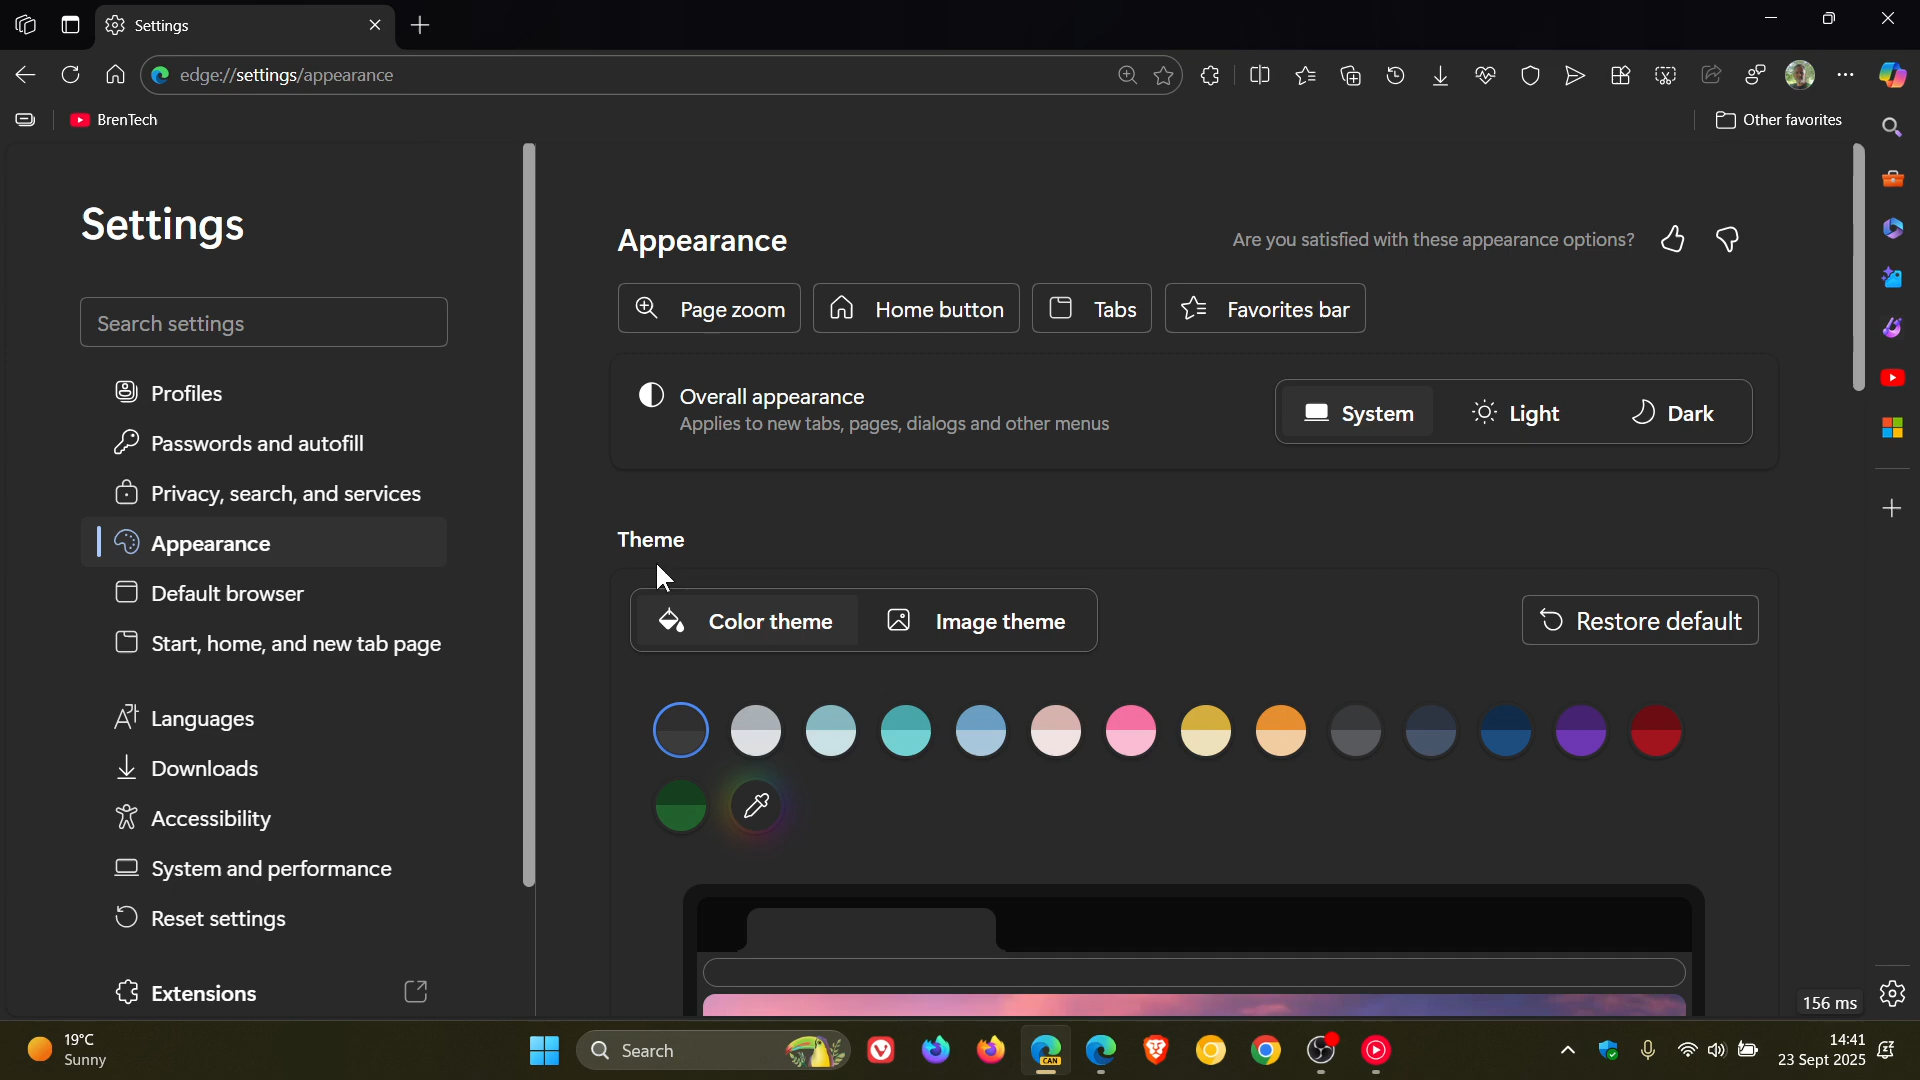 Settings
edge://settings/appearance
BrenTech
Other favorites
Settings
Search settings
Profiles
Passwords and autofill
Privacy, search, and services
Appearance
Default browser
Start, home, and new tab page
Languages
Downloads
Accessibility
System and performance
Reset settings
Extensions
Appearance
Are you satisfied with these appearance options?
Page zoom
Home button
Tabs
Favorites bar
Overall appearance
Applies to new tabs, pages, dialogs and other menus
System
Light
Dark
Theme
Color theme
Image theme
Restore default
156 ms
19°C
Sunny
Search
CAN
14:41
23 Sept 2025